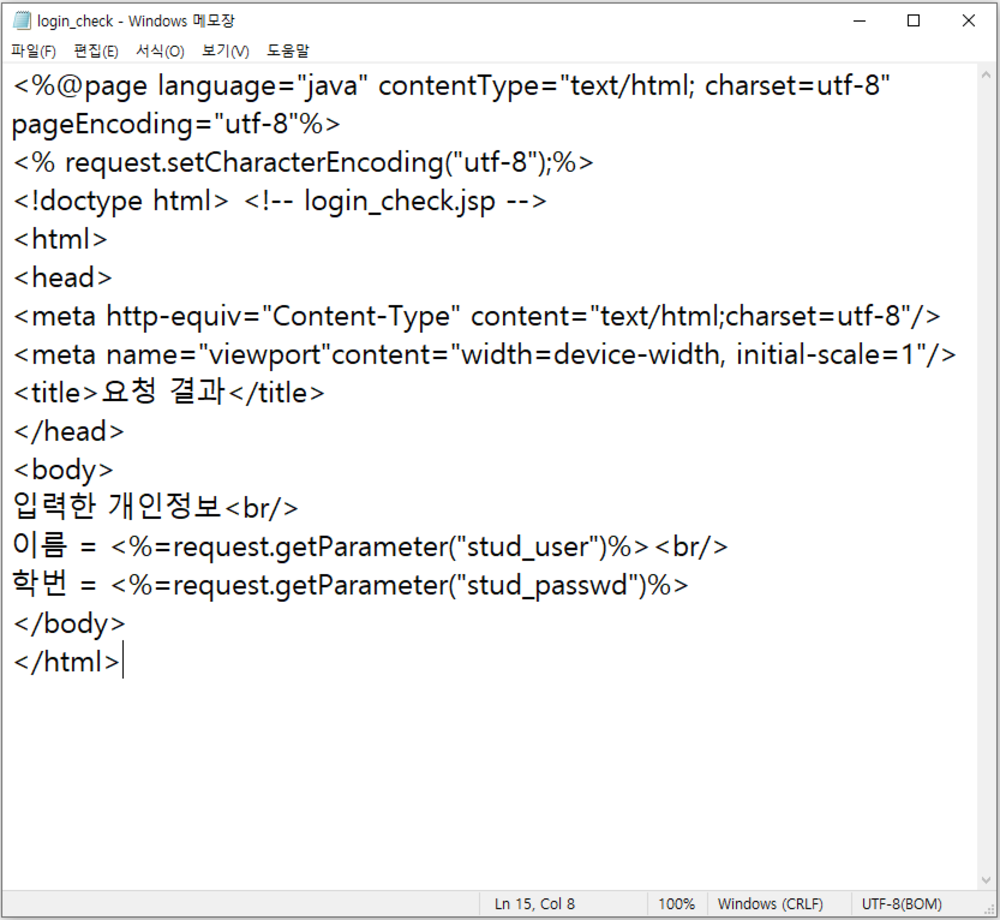 login_check - Windows 메모장
파일(F) 편집(E) 서식(O) 보기(V) 도움말
<%@page language="java" contentType="text/html; charset=utf-8"
pageEncoding="utf-8"%>
<% request.setCharacterEncoding("utf-8");%>
<!doctype html> <!-- login_check.jsp -->
<html>
<head>
<meta http-equiv="Content-Type" content="text/html;charset=utf-8"/>
<meta name="viewport"content="width=device-width, initial-scale=1"/>
<title>요청 결과</title>
</head>
<body>
입력한 개인정보<br/>
이름 = <%=request.getParameter("stud_user")%><br/>
학번 = <%=request.getParameter("stud_passwd")%>
</body>
</html>
Ln 15, Col 8 100% Windows (CRLF) UTF-8(BOM)